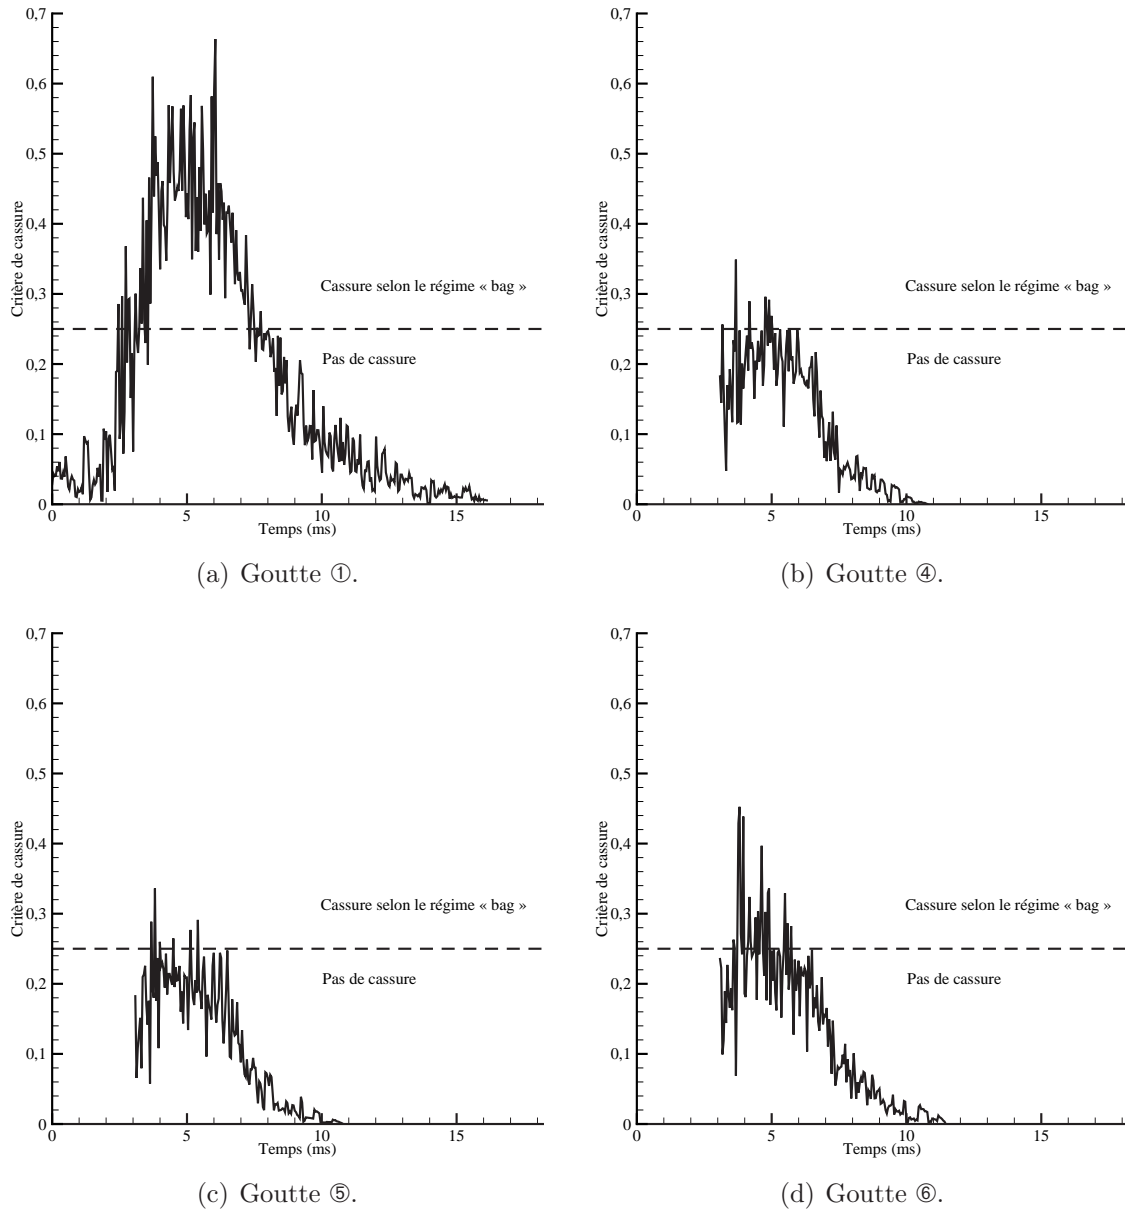 0,7
0,6
0,5
0,4
0,3
0,2
0,1
0
Critère de cassure
Cassure selon le régime « bag »
Pas de cassure
0 5 10 15
Temps (ms)
(a) Goutte ①.
0,7
0,6
0,5
0,4
0,3
0,2
0,1
0
Critère de cassure
Cassure selon le régime « bag »
Pas de cassure
0 5 10 15
Temps (ms)
(b) Goutte ④.
0,7
0,6
0,5
0,4
0,3
0,2
0,1
0
Critère de cassure
Cassure selon le régime « bag »
Pas de cassure
0 5 10 15
Temps (ms)
(c) Goutte ⑤.
0,7
0,6
0,5
0,4
0,3
0,2
0,1
0
Critère de cassure
Cassure selon le régime « bag »
Pas de cassure
0 5 10 15
Temps (ms)
(d) Goutte ⑥.